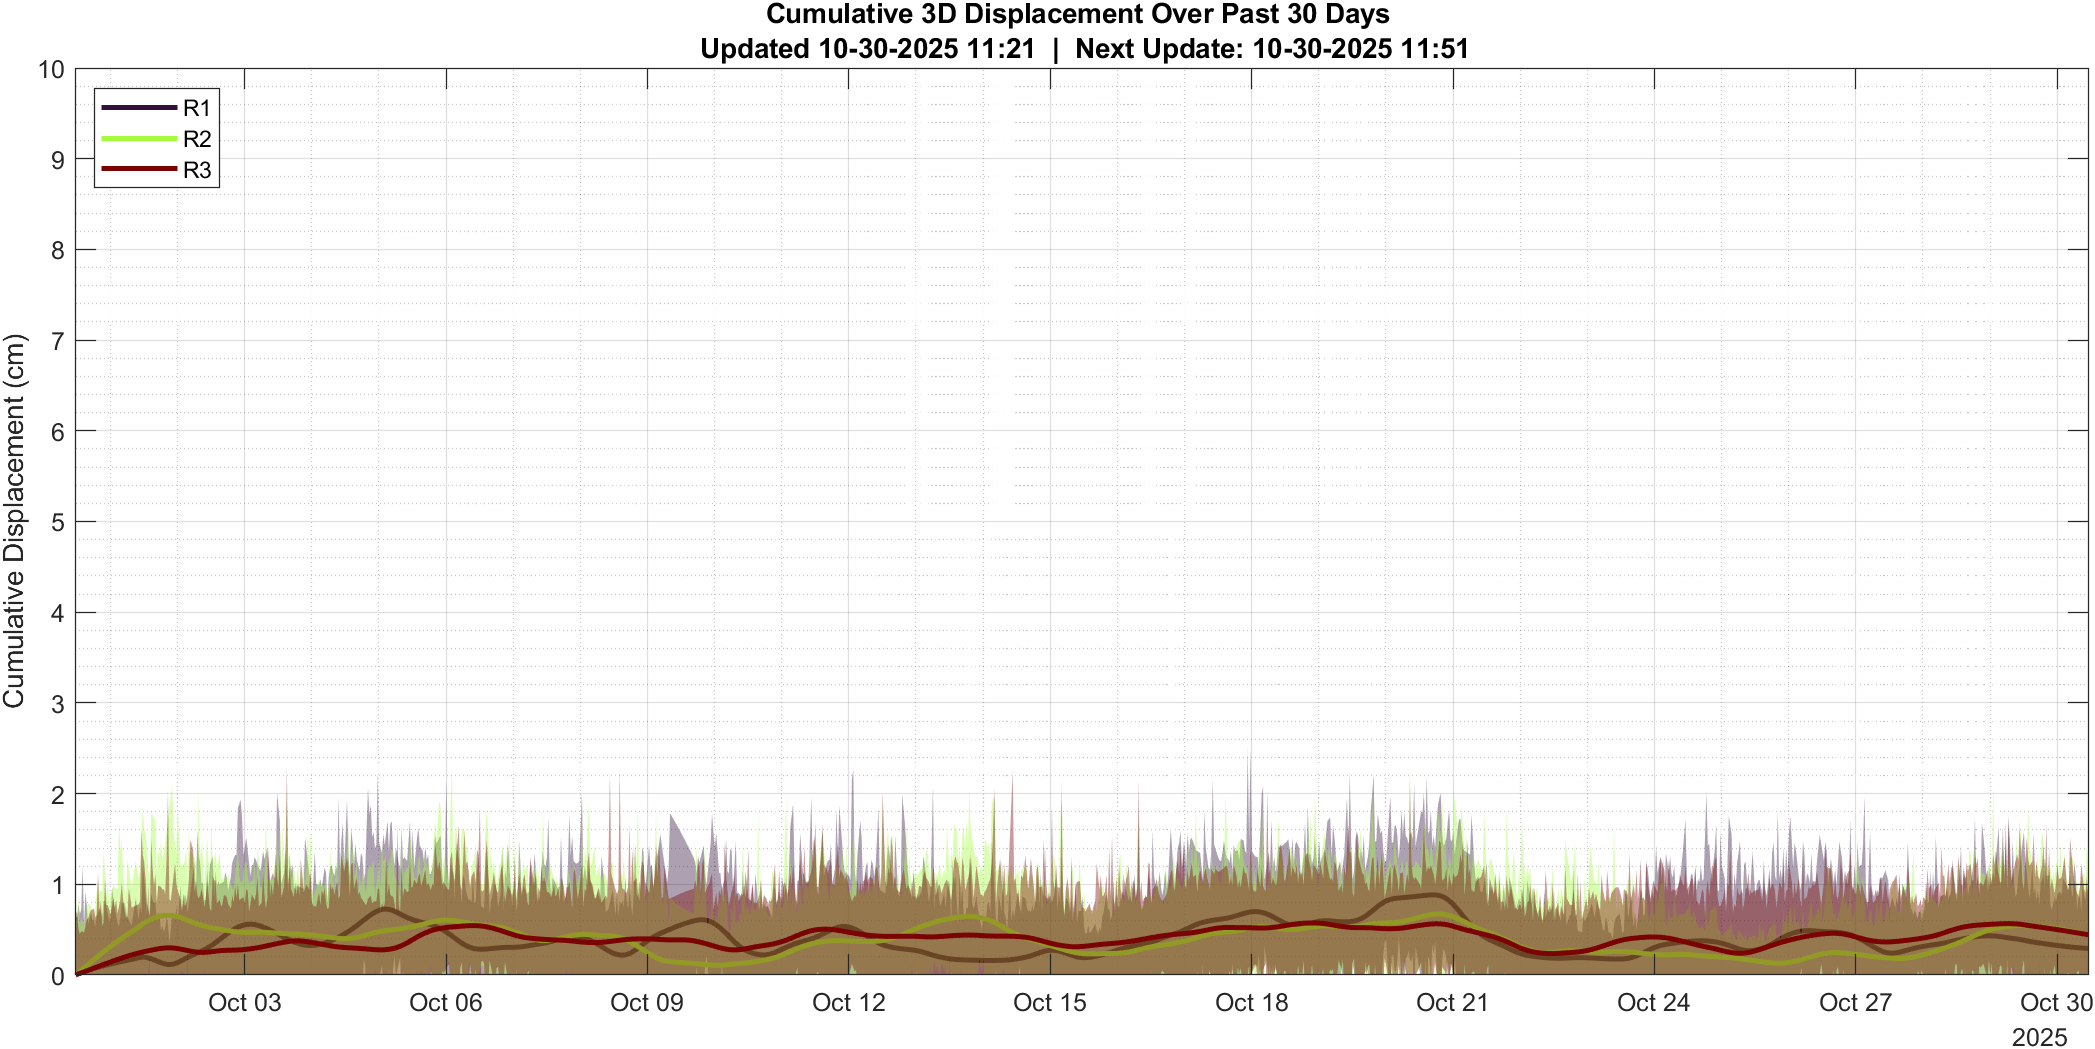 Cumulative 3D Displacement Over Past 30 Days
Updated 10-30-2025 11:21 | Next Update: 10-30-2025 11:51
R1
R2
R3
Cumulative Displacement (cm)
10
9
8
7
6
5
4
3
2
1
0
Oct 03 Oct 06 Oct 09 Oct 12 Oct 15 Oct 18 Oct 21 Oct 24 Oct 27 Oct 30
2025